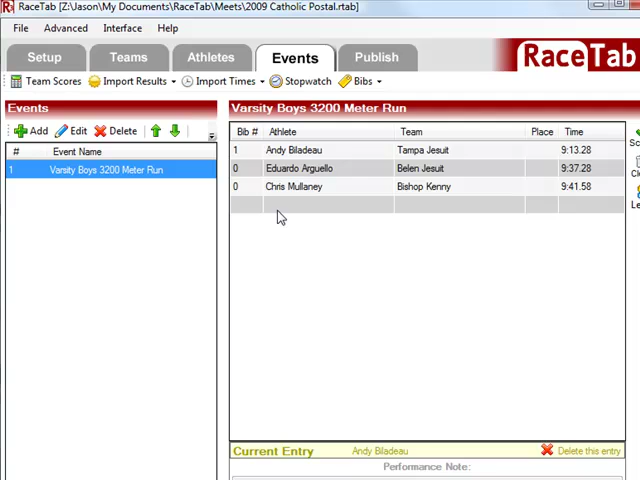 RaceTab [Z:\Jason\My Documents\RaceTab\Meets\2009 Catholic Postal.rtab]
File Advanced Interface Help
Setup Teams Athletes Events Publish RaceTab
Team Scores Import Results Import Times Stopwatch Bibs
Events Varsity Boys 3200 Meter Run
Add Edit Delete
Bib # Athlete Team Place Time
# Event Name
1 Andy Biladeau Tampa Jesuit 9:13.28
1 Varsity Boys 3200 Meter Run
0 Eduardo Arguello Belen Jesuit 9:37.28
0 Chris Mullaney Bishop Kenny 9:41.58
Current Entry Andy Biladeau Delete this entry
Performance Note: